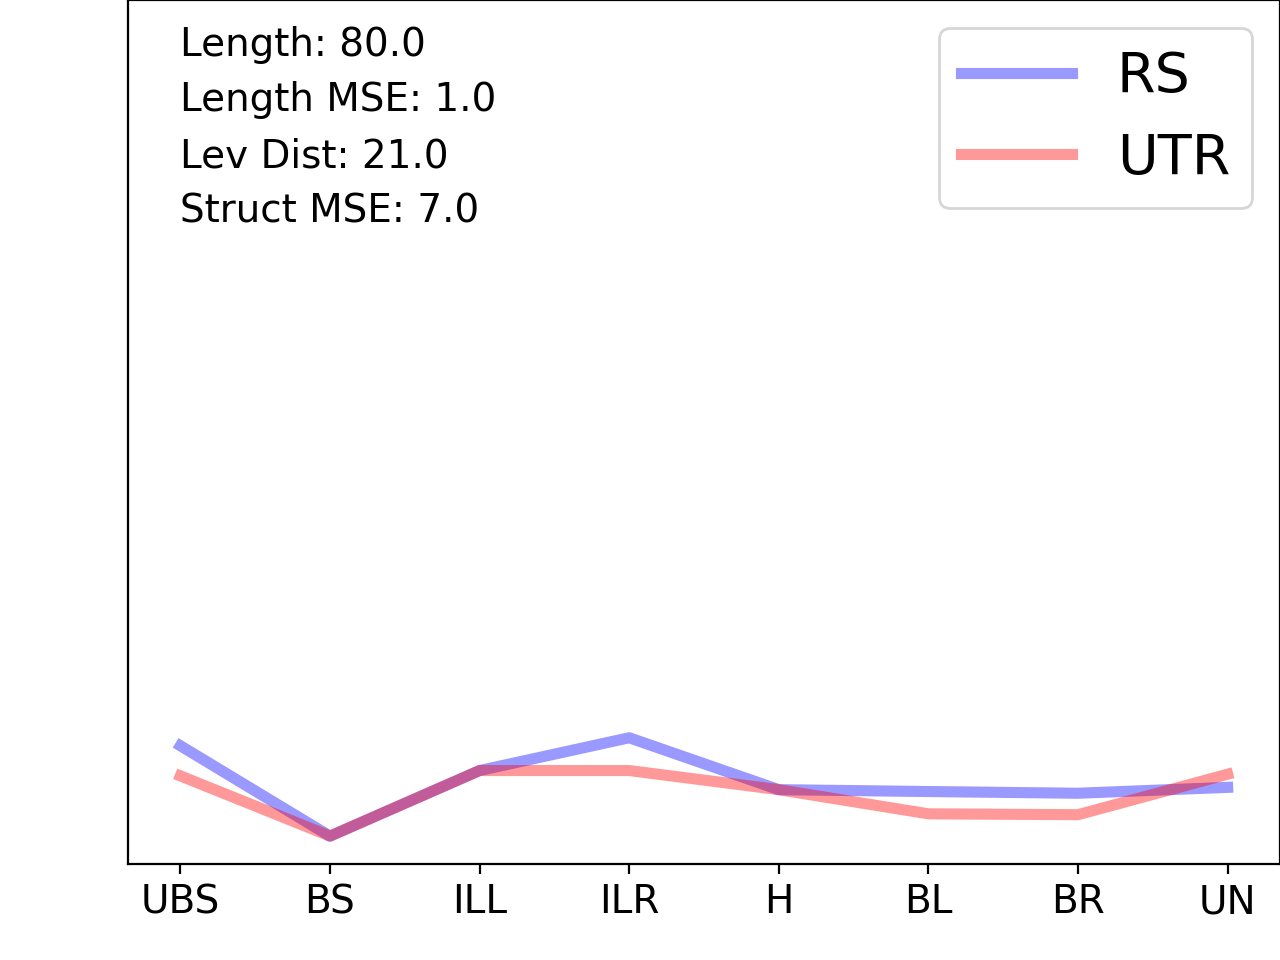 Length: 80.0
Length MSE: 1.0
Lev Dist: 21.0
Struct MSE: 7.0
RS
UTR
UBS BS ILL ILR H BL BR UN